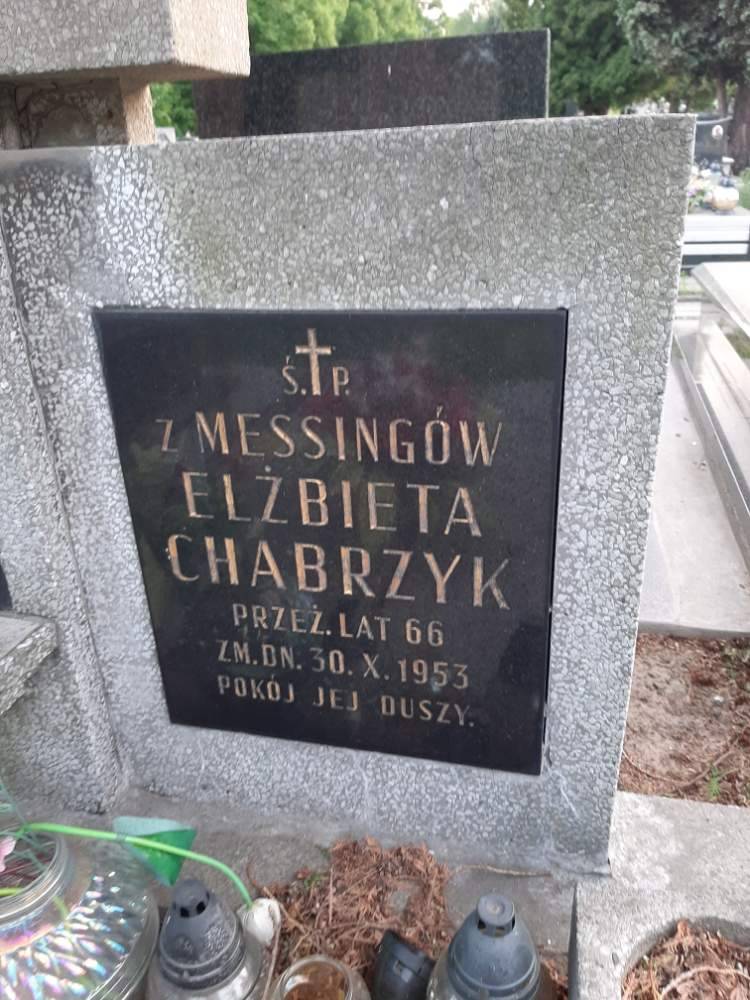 Ś. P.
Z MESSINGÓW
ELŻBIETA
CHABRZYK
PRZEŻ. LAT 66
ZM. DN. 30. X. 1953
POKÓJ JEJ DUSZY.